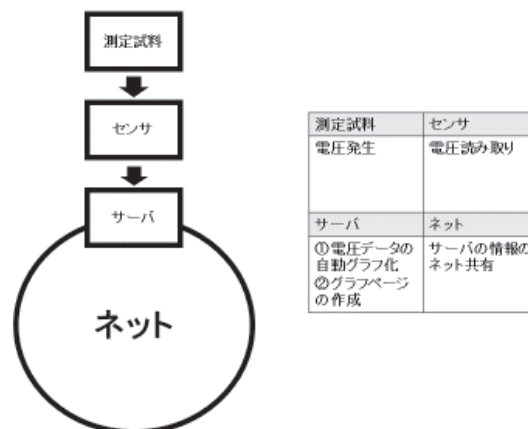 測定試料
センサ
サーバ
ネット
測定試料 センサ
電圧発生 電圧読み取り
サーバ ネット
①電圧データの サーバの情報の
自動グラフ化 ネット共有
②グラフページ
の作成